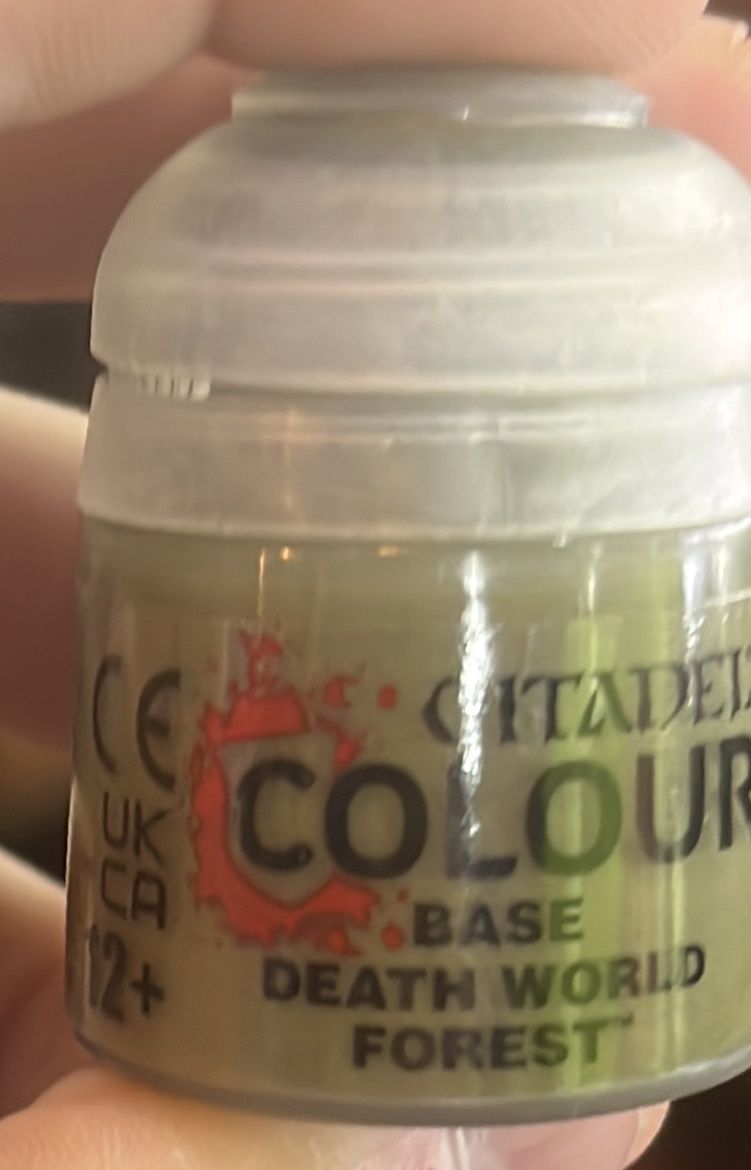 CE
UK
CA
12+
CITADEL
COLOUR
BASE
DEATH WORLD
FOREST™